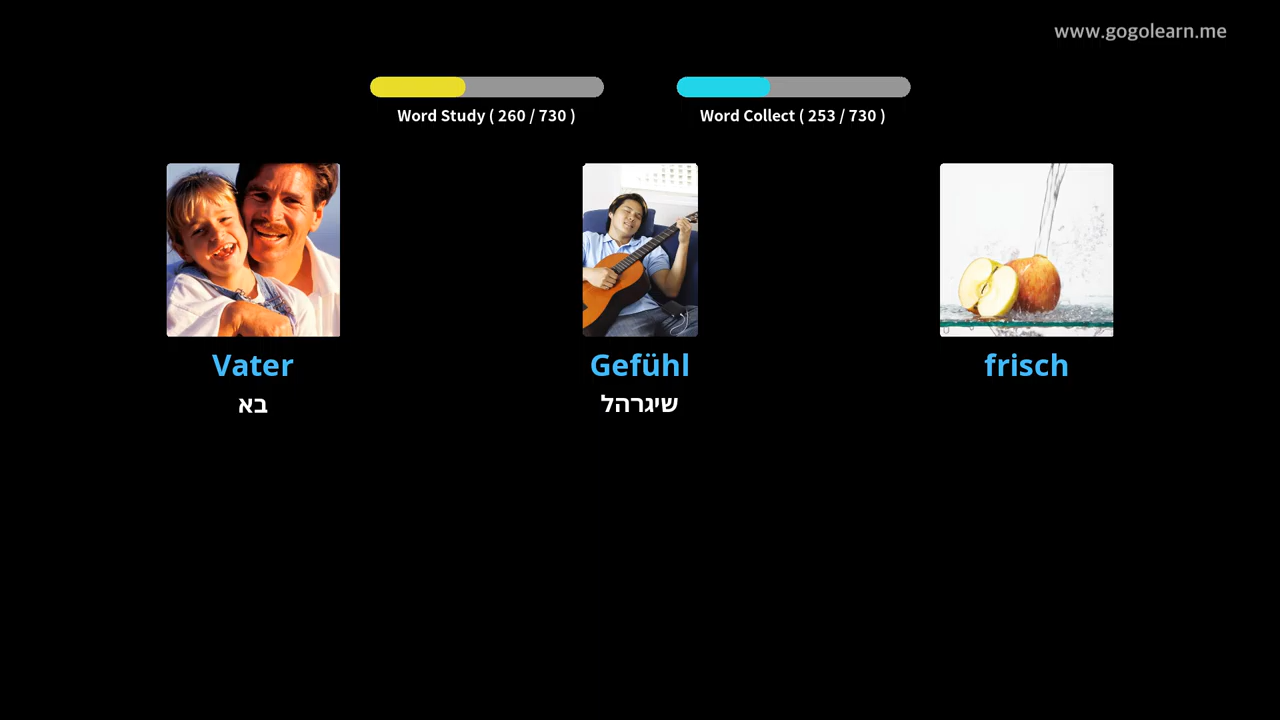 www.gogolearn.me
Word Study ( 260 / 730 )
Word Collect ( 253 / 730 )
Vater
Gefühl
frisch
בא
שיגרהל